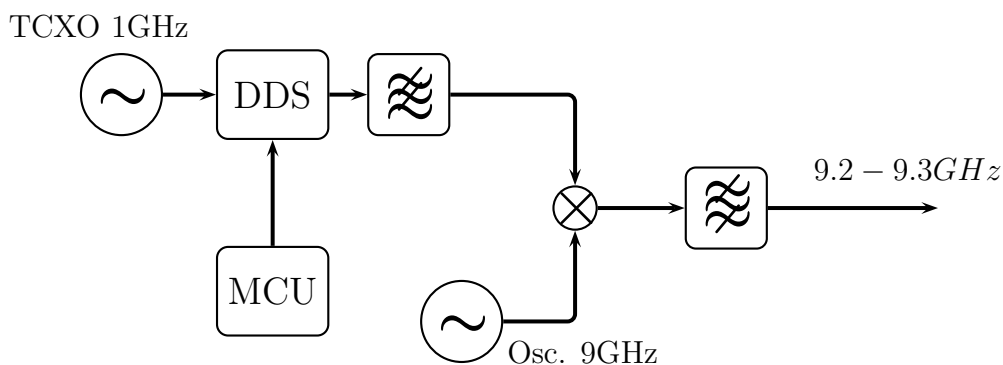 TCXO 1GHz
DDS
9.2 − 9.3GHz
MCU
Osc. 9GHz